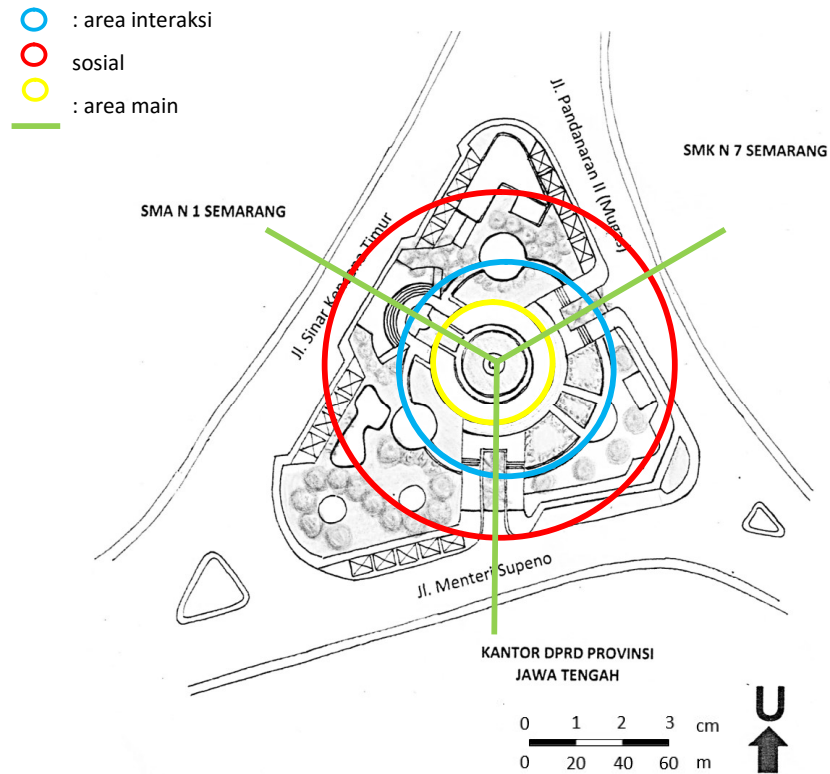 : area interaksi
sosial
: area main
Jl. Pandanaran II (Mugas)
SMK N 7 SEMARANG
SMA N 1 SEMARANG
Jl. Sinar Kencana Timur
Jl. Menteri Supeno
KANTOR DPRD PROVINSI
JAWA TENGAH
0 1 2 3 cm
0 20 40 60 m
U